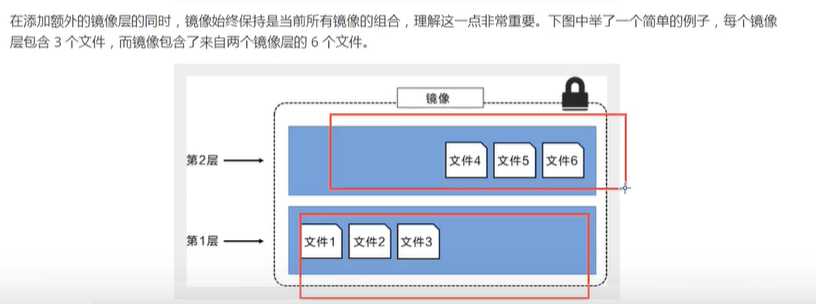 在添加额外的镜像层的同时，镜像始终保持是当前所有镜像的组合，理解这一点非常重要。下图中举了一个简单的例子，每个镜像
层包含 3 个文件，而镜像包含了来自两个镜像层的 6 个文件。
镜像
第2层
文件4 文件5 文件6
第1层
文件1 文件2 文件3